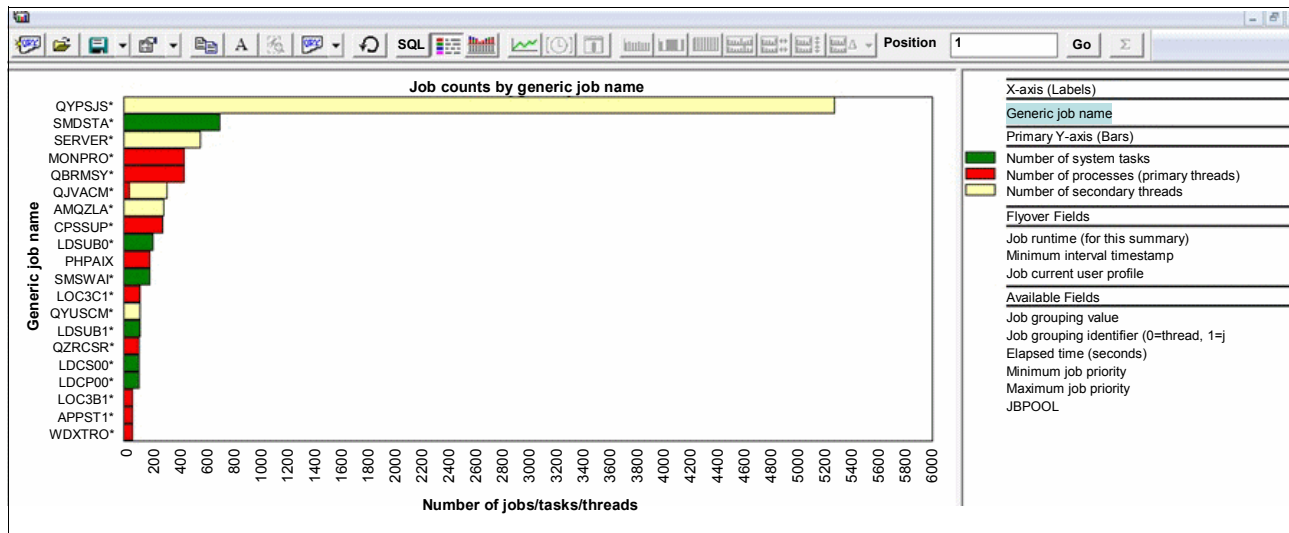 SQL
Position
1
Go
Σ
Job counts by generic job name
Generic job name
QYPSJS*
SMDSTA*
SERVER*
MONPRO*
QBRMSY*
QJVACM*
AMQZLA*
CPSSUP*
LDSUB0*
PHPAIX
SMSWAI*
LOC3C1*
QYUSCM*
LDSUB1*
QZRCSR*
LDCS00*
LDCP00*
LOC3B1*
APPST1*
WDXTRO*
0 200 400 600 800 1000 1200 1400 1600 1800 2000 2200 2400 2600 2800 3000 3200 3400 3600 3800 4000 4200 4400 4600 4800 5000 5200 5400 5600 5800 6000
Number of jobs/tasks/threads
X-axis (Labels)
Generic job name
Primary Y-axis (Bars)
Number of system tasks
Number of processes (primary threads)
Number of secondary threads
Flyover Fields
Job runtime (for this summary)
Minimum interval timestamp
Job current user profile
Available Fields
Job grouping value
Job grouping identifier (0=thread, 1=j
Elapsed time (seconds)
Minimum job priority
Maximum job priority
JBPOOL